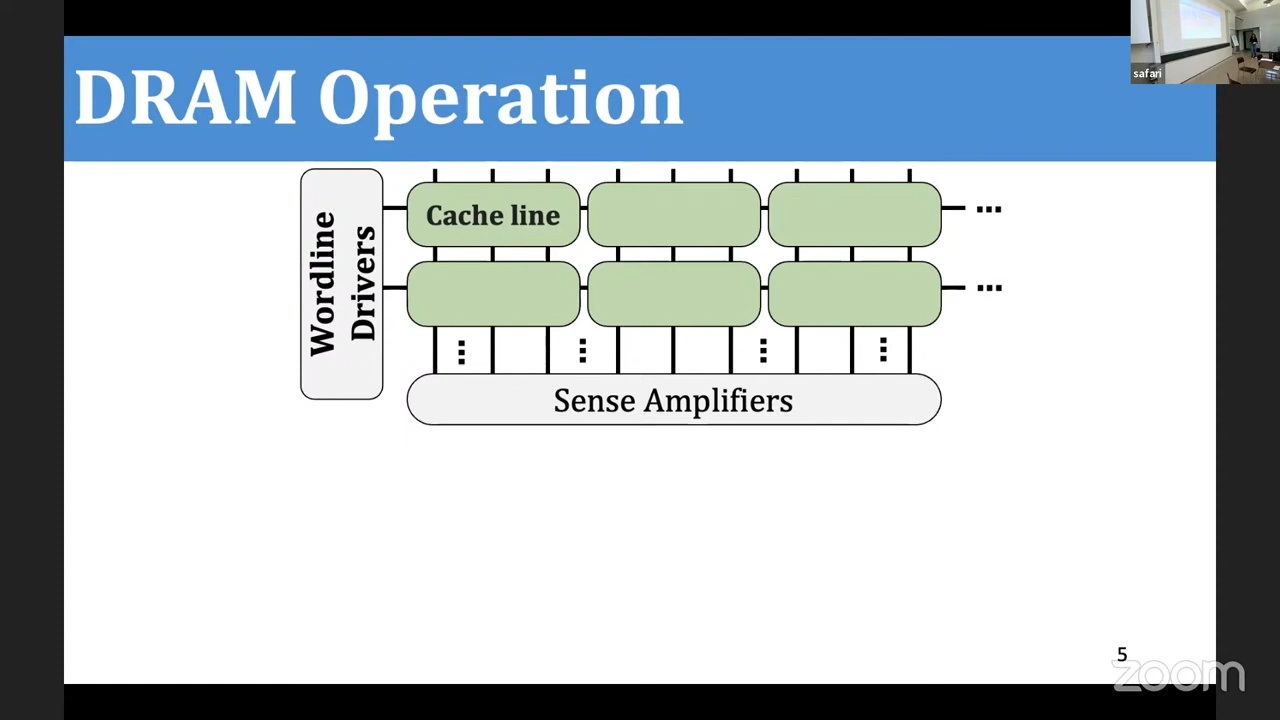 safari
DRAM Operation
Wordline
Drivers
Cache line
...
...
Sense Amplifiers
5
zoom